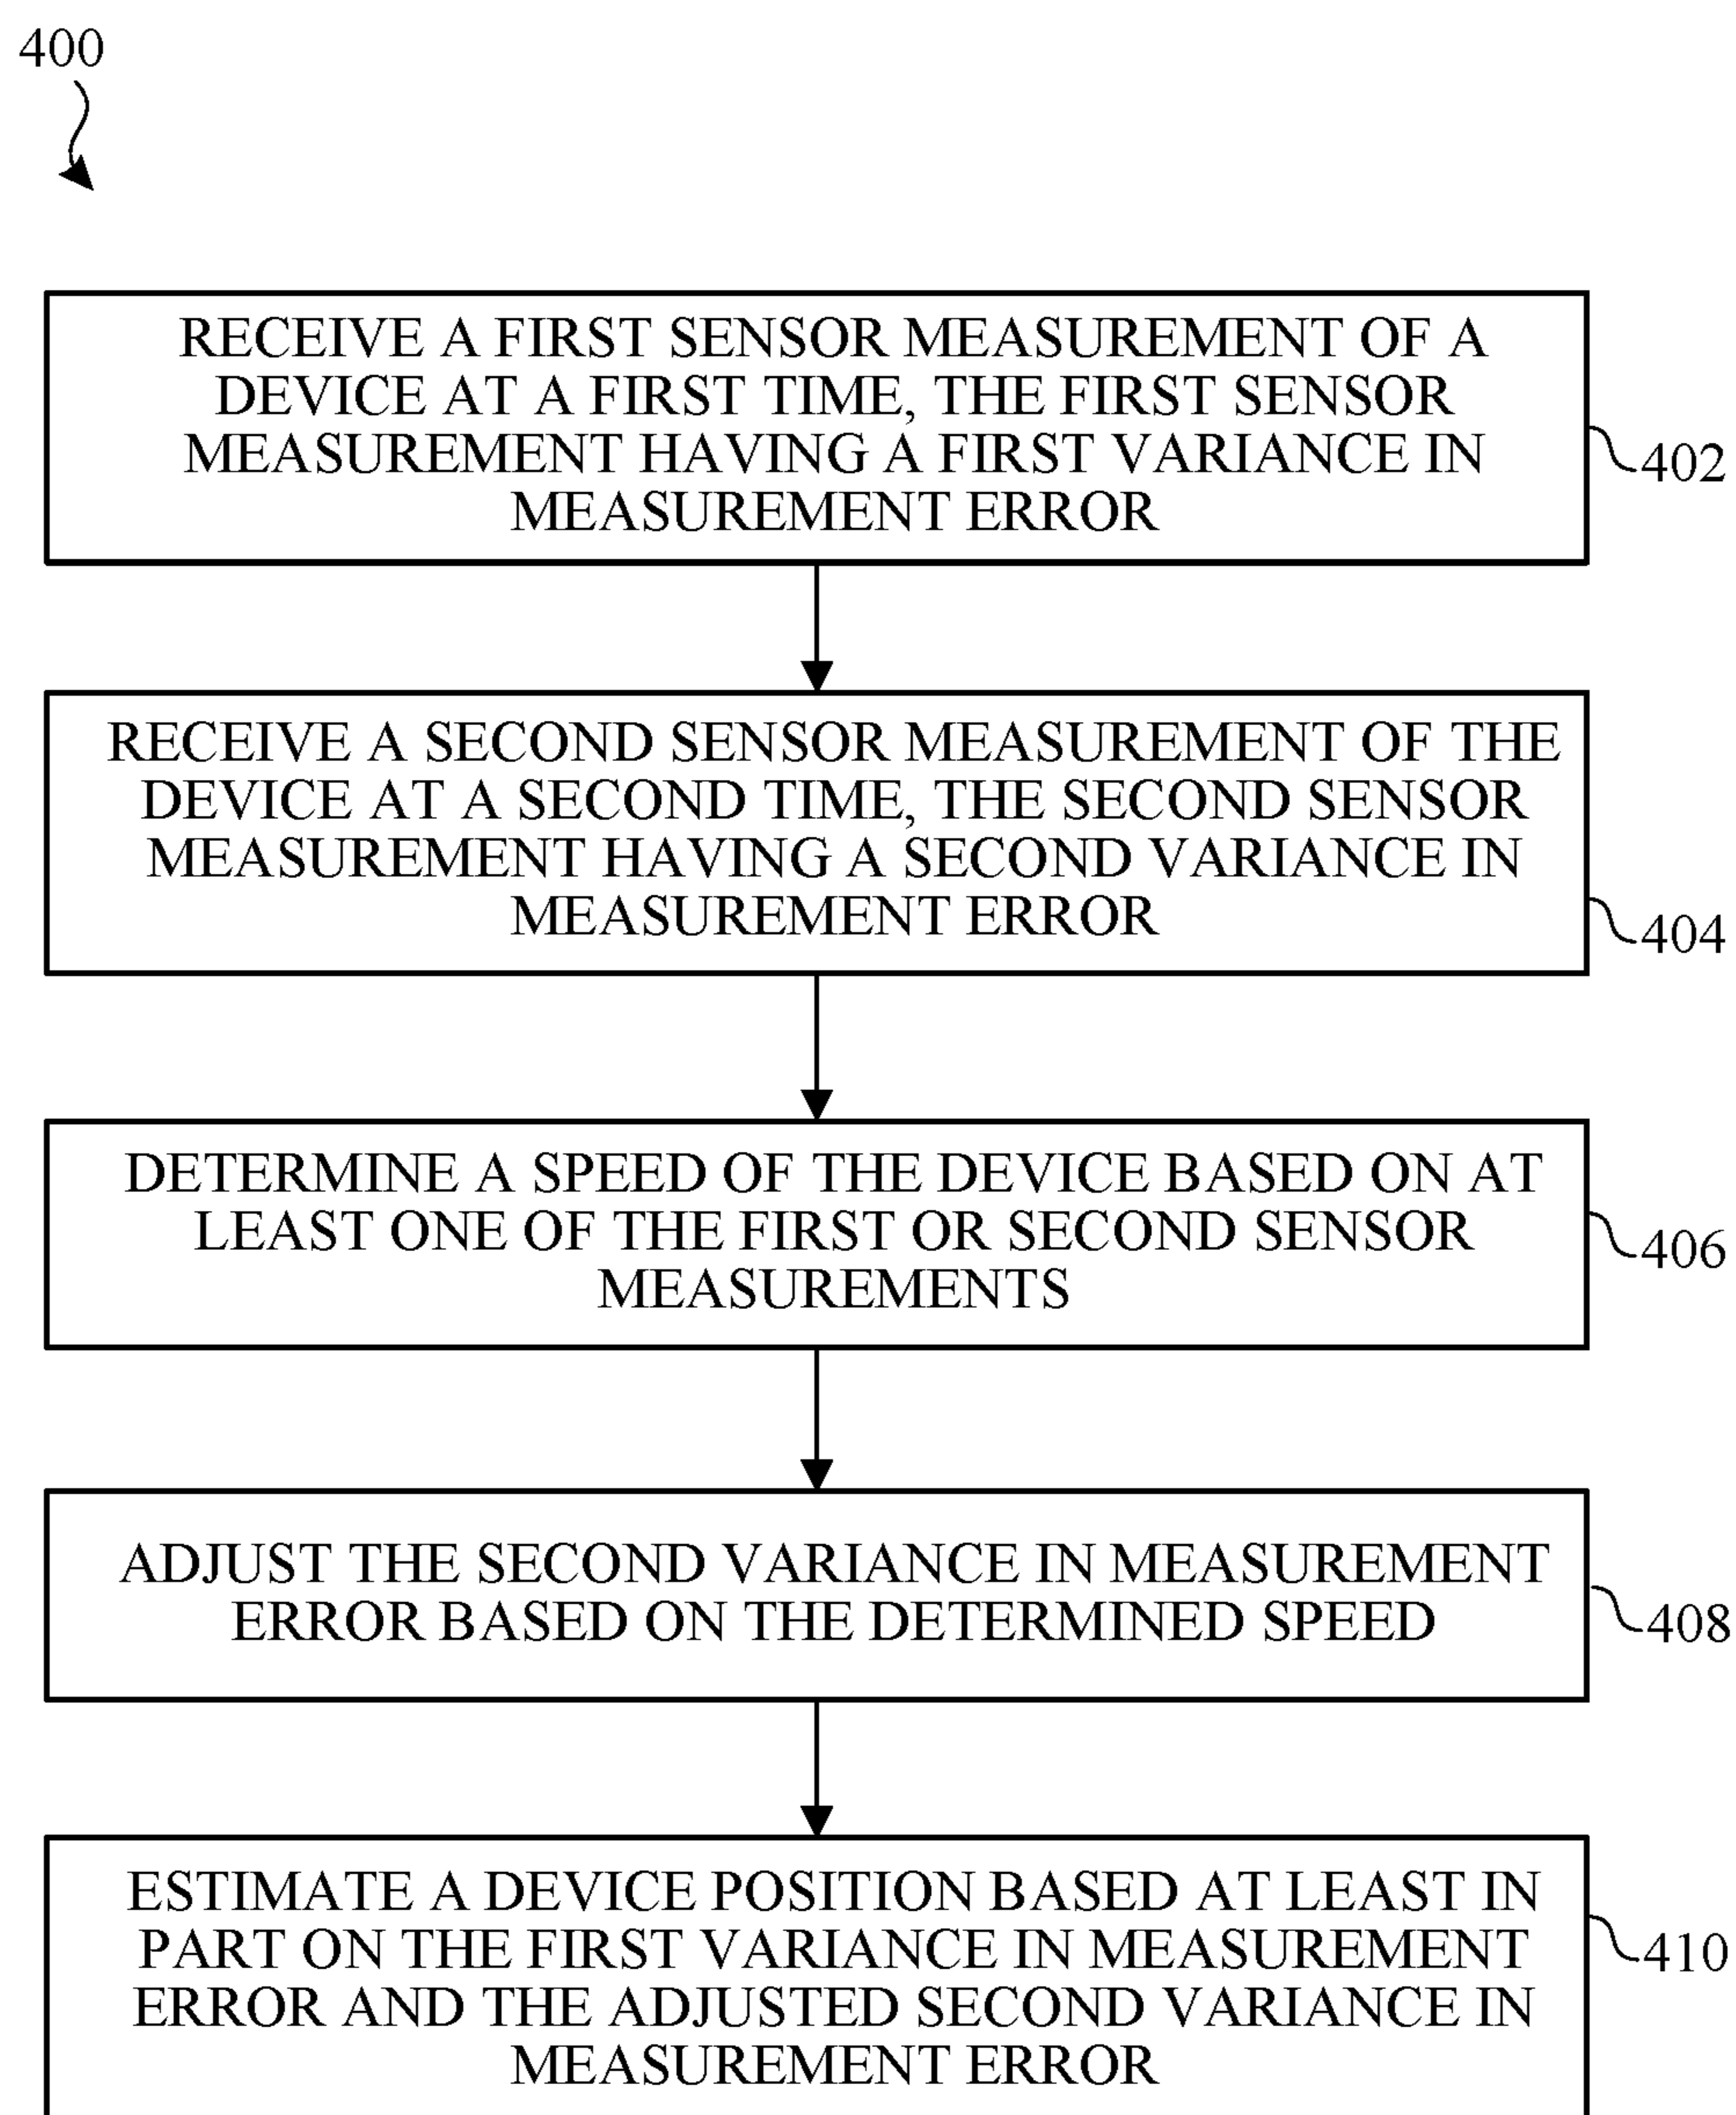 400
RECEIVE A FIRST SENSOR MEASUREMENT OF A
DEVICE AT A FIRST TIME, THE FIRST SENSOR
MEASUREMENT HAVING A FIRST VARIANCE IN
MEASUREMENT ERROR
402
RECEIVE A SECOND SENSOR MEASUREMENT OF THE
DEVICE AT A SECOND TIME, THE SECOND SENSOR
MEASUREMENT HAVING A SECOND VARIANCE IN
MEASUREMENT ERROR
404
DETERMINE A SPEED OF THE DEVICE BASED ON AT
LEAST ONE OF THE FIRST OR SECOND SENSOR
MEASUREMENTS
406
ADJUST THE SECOND VARIANCE IN MEASUREMENT
ERROR BASED ON THE DETERMINED SPEED
408
ESTIMATE A DEVICE POSITION BASED AT LEAST IN
PART ON THE FIRST VARIANCE IN MEASUREMENT
ERROR AND THE ADJUSTED SECOND VARIANCE IN
MEASUREMENT ERROR
410